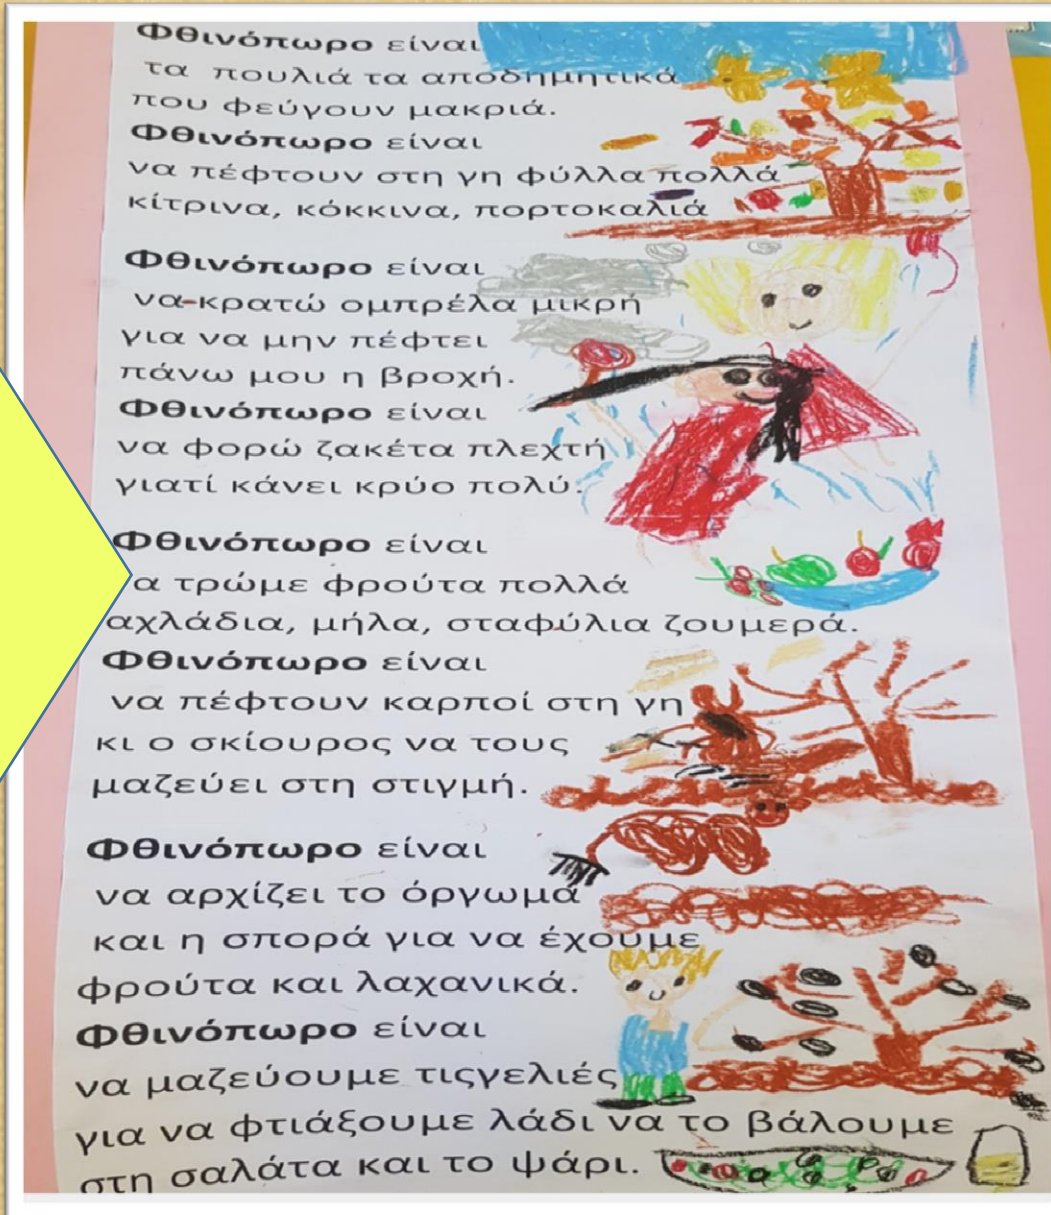 Φθινόπωρο είναι
τα πουλιά τα αποδημητικά
που φεύγουν μακριά.
Φθινόπωρο είναι
να πέφτουν στη γη φύλλα πολλά
κίτρινα, κόκκινα, πορτοκαλιά
Φθινόπωρο είναι
να κρατώ ομπρέλα μικρή
για να μην πέφτει
πάνω μου η βροχή.
Φθινόπωρο είναι
να φορώ ζακέτα πλεχτή
γιατί κάνει κρύο πολύ.
Φθινόπωρο είναι
α τρώμε φρούτα πολλά
αχλάδια, μήλα, σταφύλια ζουμερά.
Φθινόπωρο είναι
να πέφτουν καρποί στη γη
κι ο σκίουρος να τους
μαζεύει στη στιγμή.
Φθινόπωρο είναι
να αρχίζει το όργωμα
και η σπορά για να έχουμε
φρούτα και λαχανικά.
Φθινόπωρο είναι
να μαζεύουμε τιςγελιές
για να φτιάξουμε λάδι να το βάλουμε
στη σαλάτα και το ψάρι.